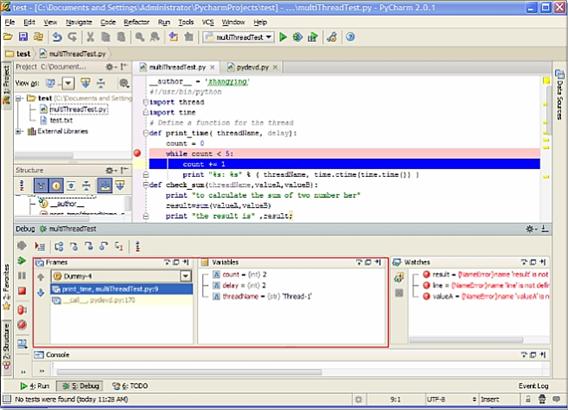 test - [C:\Documents and Settings\Administrator\PycharmProjects\test] - ...\multiThreadTest.py - PyCharm 2.0.1
File Edit View Navigate Code Refactor Run Tools VCS Window Help
multiThreadTest
test multiThreadTest.py
1: Project
Project
View as:
test (C:\Documents and Setting
multiThreadTest.py
test.txt
External Libraries
Structure
__author__
multiThreadTest.py pydevd.py
__author__ = 'zhangying'
#!/usr/bin/python
import thread
import time
# Define a function for the thread
def print_time( threadName, delay):
count = 0
while count < 5:
count += 1
print "%s: %s" % ( threadName, time.ctime(time.time()) )
def check_sum(threadName,valueA,valueB):
print "to calculate the sum of two number her"
result=sum(valueA,valueB)
print "the result is" ,result;
Data Sources
Debug multiThreadTest
2: Favorites
Z: Structure
Frames
Dummy-4
print_time, multiThreadTest.py:9
__call__, pydevd.py:170
Variables
count = {int} 2
delay = {int} 2
threadName = {str} 'Thread-1'
Watches
result = {NameError}name 'result' is not
line = {NameError}name 'line' is not defin
valueA = {NameError}name 'valueA' is n
Console
4: Run 5: Debug 6: TODO Event Log
No tests were found (today 11:28 AM) 9:1 UTF-8 Insert